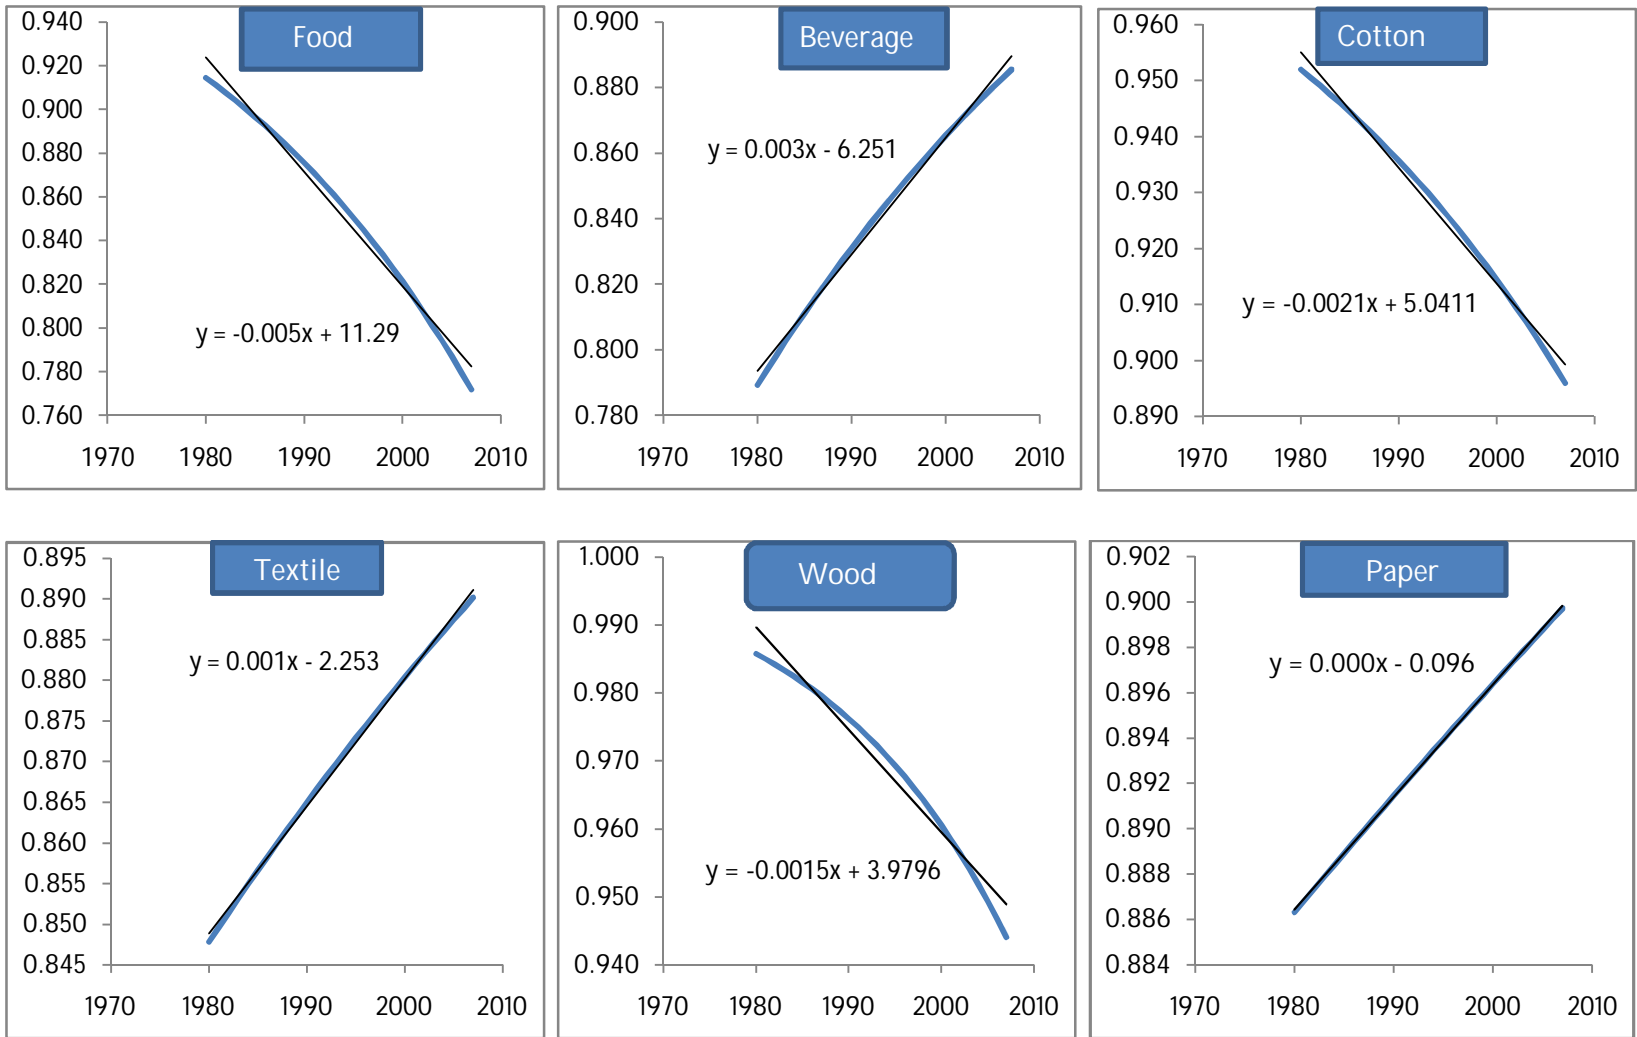 Food
0.940
0.920
0.900
0.880
0.860
0.840
0.820
0.800
0.780
0.760
y = -0.005x + 11.29
1970 1980 1990 2000 2010
Beverage
0.900
0.880
0.860
0.840
0.820
0.800
0.780
y = 0.003x - 6.251
1970 1980 1990 2000 2010
Cotton
0.960
0.950
0.940
0.930
0.920
0.910
0.900
0.890
y = -0.0021x + 5.0411
1970 1980 1990 2000 2010
Textile
0.895
0.890
0.885
0.880
0.875
0.870
0.865
0.860
0.855
0.850
0.845
y = 0.001x - 2.253
1970 1980 1990 2000 2010
Wood
1.000
0.990
0.980
0.970
0.960
0.950
0.940
y = -0.0015x + 3.9796
1970 1980 1990 2000 2010
Paper
0.902
0.900
0.898
0.896
0.894
0.892
0.890
0.888
0.886
0.884
y = 0.000x - 0.096
1970 1980 1990 2000 2010